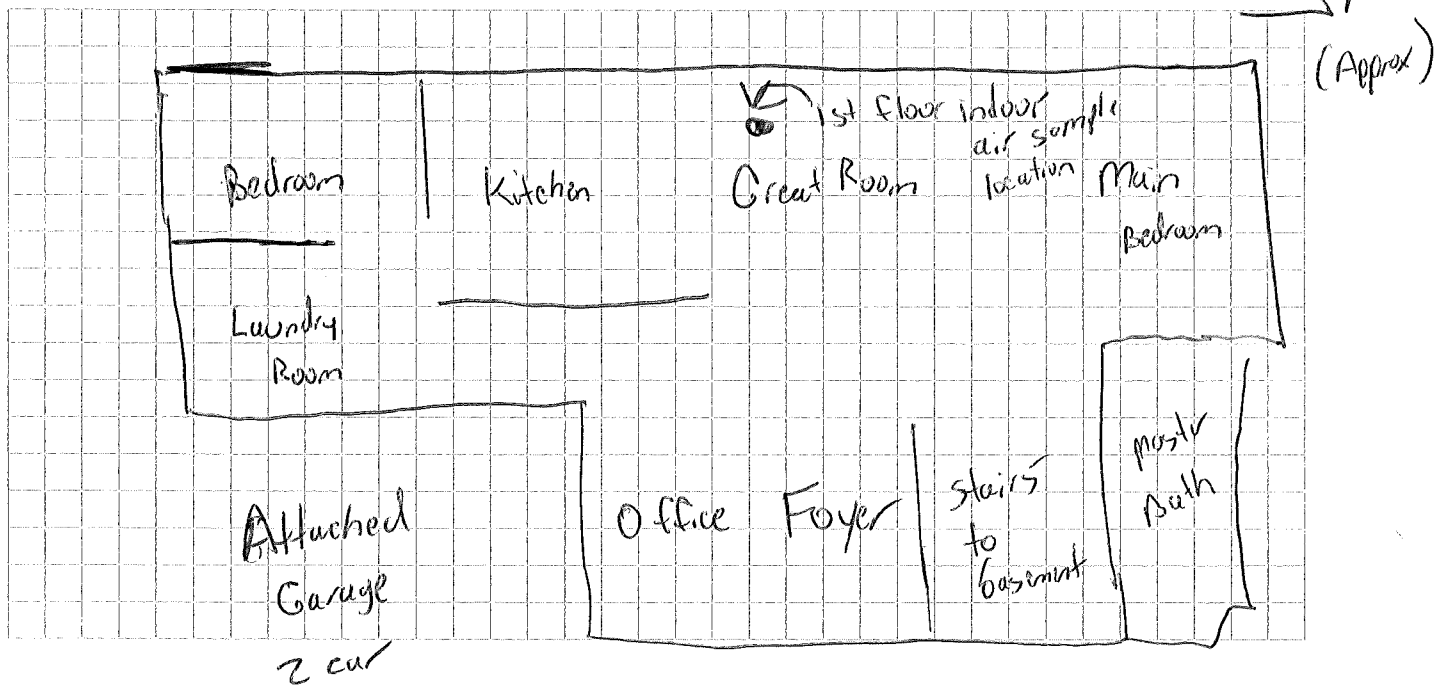 (Approx)
1st floor indoor
air sample
location
Bedroom
Kitchen
Great Room
Main
Bedroom
Laundry
Room
Attached
Garage
2 car
Office
Foyer
stairs
to
basement
Mastr
Bath